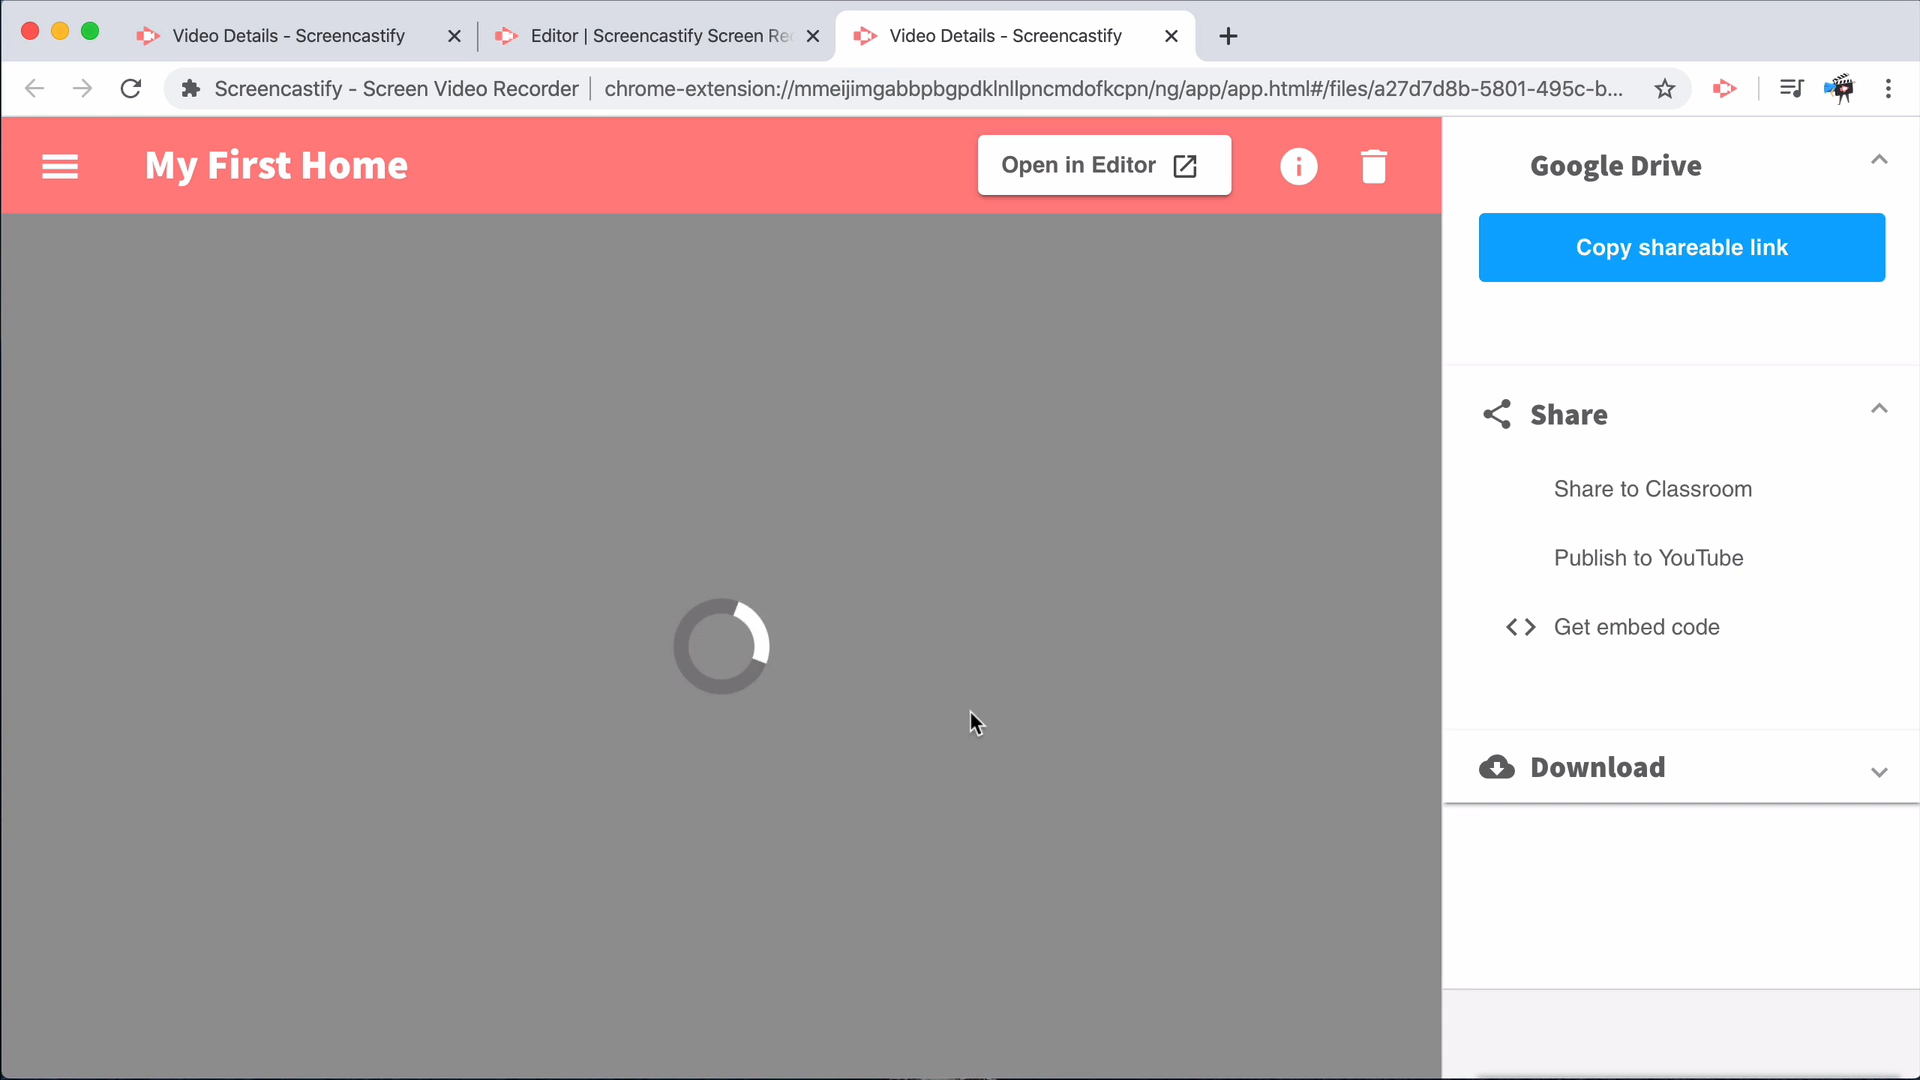 Video Details - Screencastify
Editor | Screencastify Screen Re
Video Details - Screencastify
Screencastify - Screen Video Recorder
chrome-extension://mmeijimgabbpbgpdklnllpncmdofkcpn/ng/app/app.html#/files/a27d7d8b-5801-495c-b...
My First Home
Open in Editor
Google Drive
Copy shareable link
Share
Share to Classroom
Publish to YouTube
Get embed code
Download